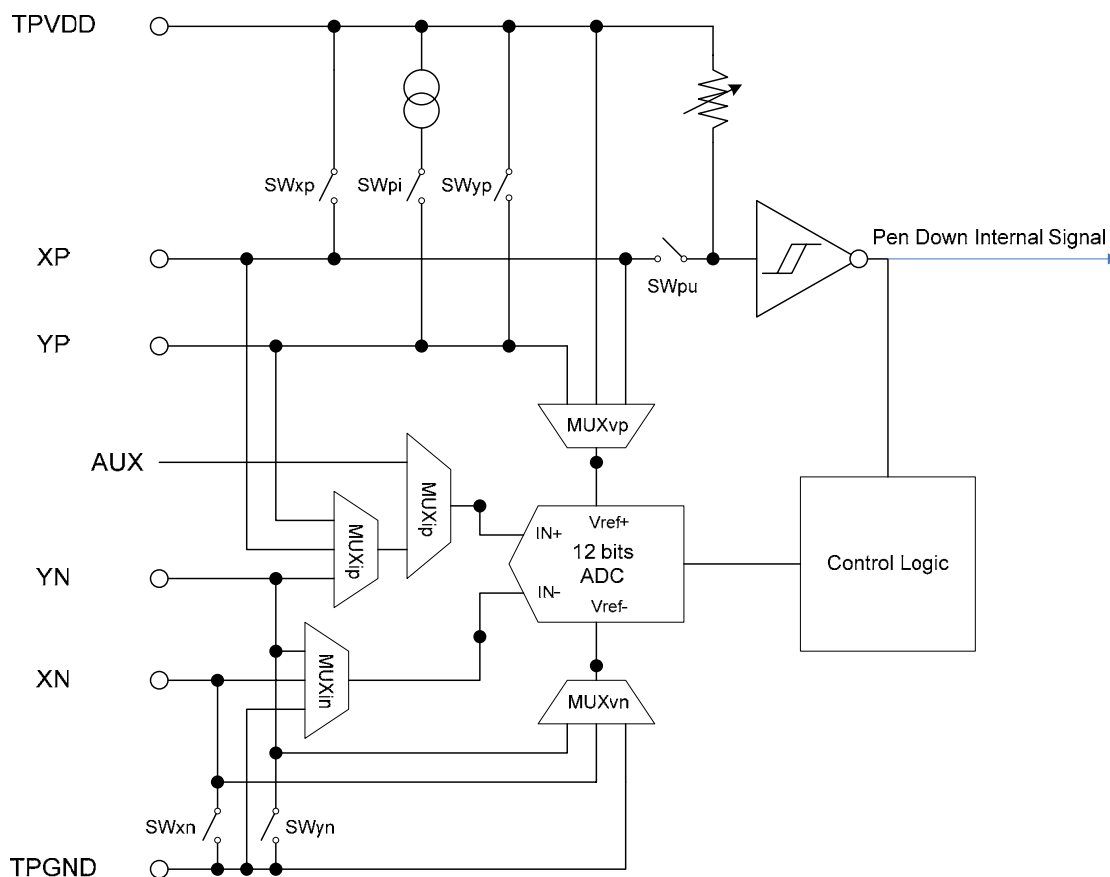 TPVDD
SWxp
SWpi
SWyp
XP
SWpu
Pen Down Internal Signal
YP
MUXvp
AUX
MUXip
MUXip
IN+
Vref+
12 bits
ADC
IN-
Vref-
Control Logic
YN
XN
MUXin
MUXvn
SWxn
SWyn
TPGND